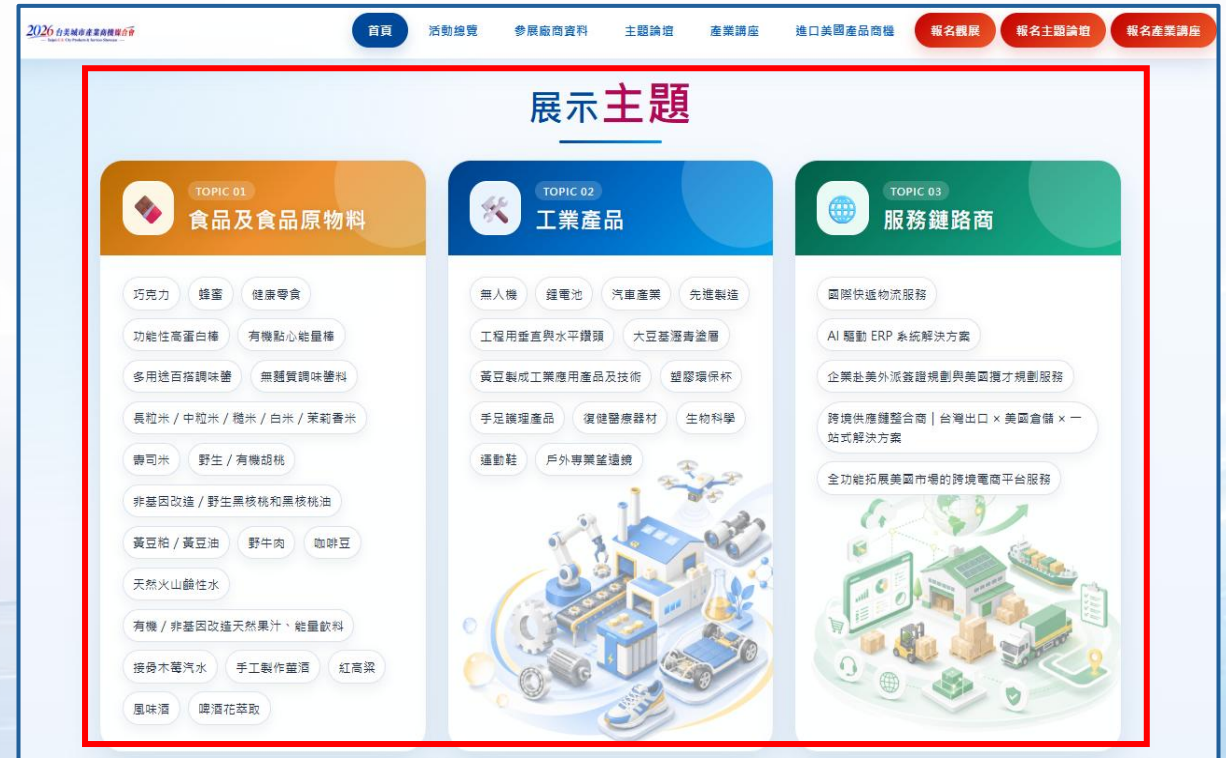 2026 台美城市產業商機媒合會
首頁
活動總覽
參展廠商資料
主題論壇
產業講座
進口美國產品商機
報名觀展
報名主題論壇
報名產業講座
展示主題
TOPIC 01
食品及食品原物料
巧克力
蜂蜜
健康零食
功能性高蛋白棒
有機點心能量棒
多用途百搭調味醬
無麵質調味醬料
長粒米 / 中粒米 / 糙米 / 白米 / 茉莉香米
壽司米
野生 / 有機胡桃
非基因改造 / 野生黑核桃和黑核桃油
黃豆粕 / 黃豆油
野牛肉
咖啡豆
天然火山鹼性水
有機 / 非基因改造天然果汁、能量飲料
接骨木莓汽水
手工製作薑酒
紅高粱
風味酒
啤酒花萃取
TOPIC 02
工業產品
無人機
鋰電池
汽車產業
先進製造
工程用垂直與水平鑽頭
大豆基瀝青塗層
黃豆製成工業應用產品及技術
塑膠環保杯
手足護理產品
復健醫療器材
生物科學
運動鞋
戶外專業望遠鏡
TOPIC 03
服務鏈路商
國際快遞物流服務
AI 驅動 ERP 系統解決方案
企業赴美外派簽證規劃與美國攬才規劃服務
跨境供應鏈整合商 | 台灣出口 × 美國倉儲 × 一
站式解決方案
全功能拓展美國市場的跨境電商平台服務